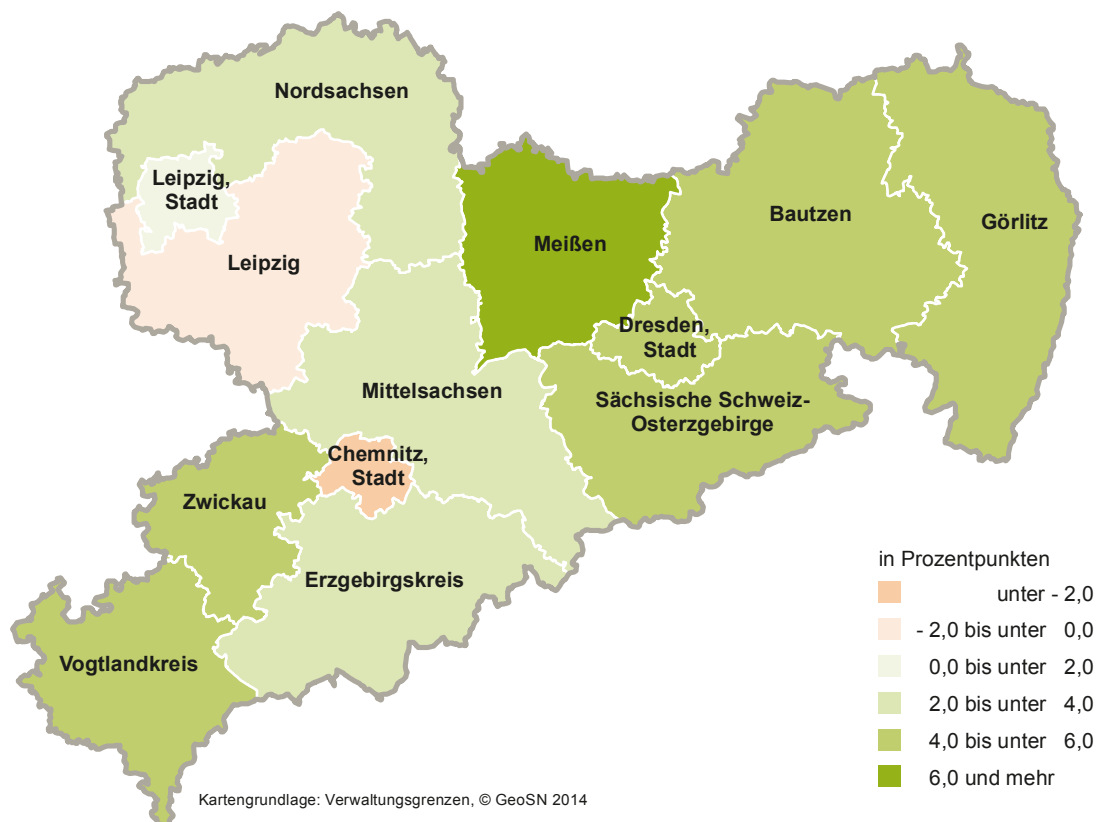 Nordsachsen
Leipzig,
Stadt
Leipzig
Meißen
Bautzen
Görlitz
Dresden,
Stadt
Mittelsachsen
Sächsische Schweiz-
Osterzgebirge
Chemnitz,
Stadt
Zwickau
Erzgebirgskreis
Vogtlandkreis
in Prozentpunkten
unter - 2,0
- 2,0 bis unter 0,0
0,0 bis unter 2,0
2,0 bis unter 4,0
4,0 bis unter 6,0
6,0 und mehr
Kartengrundlage: Verwaltungsgrenzen, © GeoSN 2014